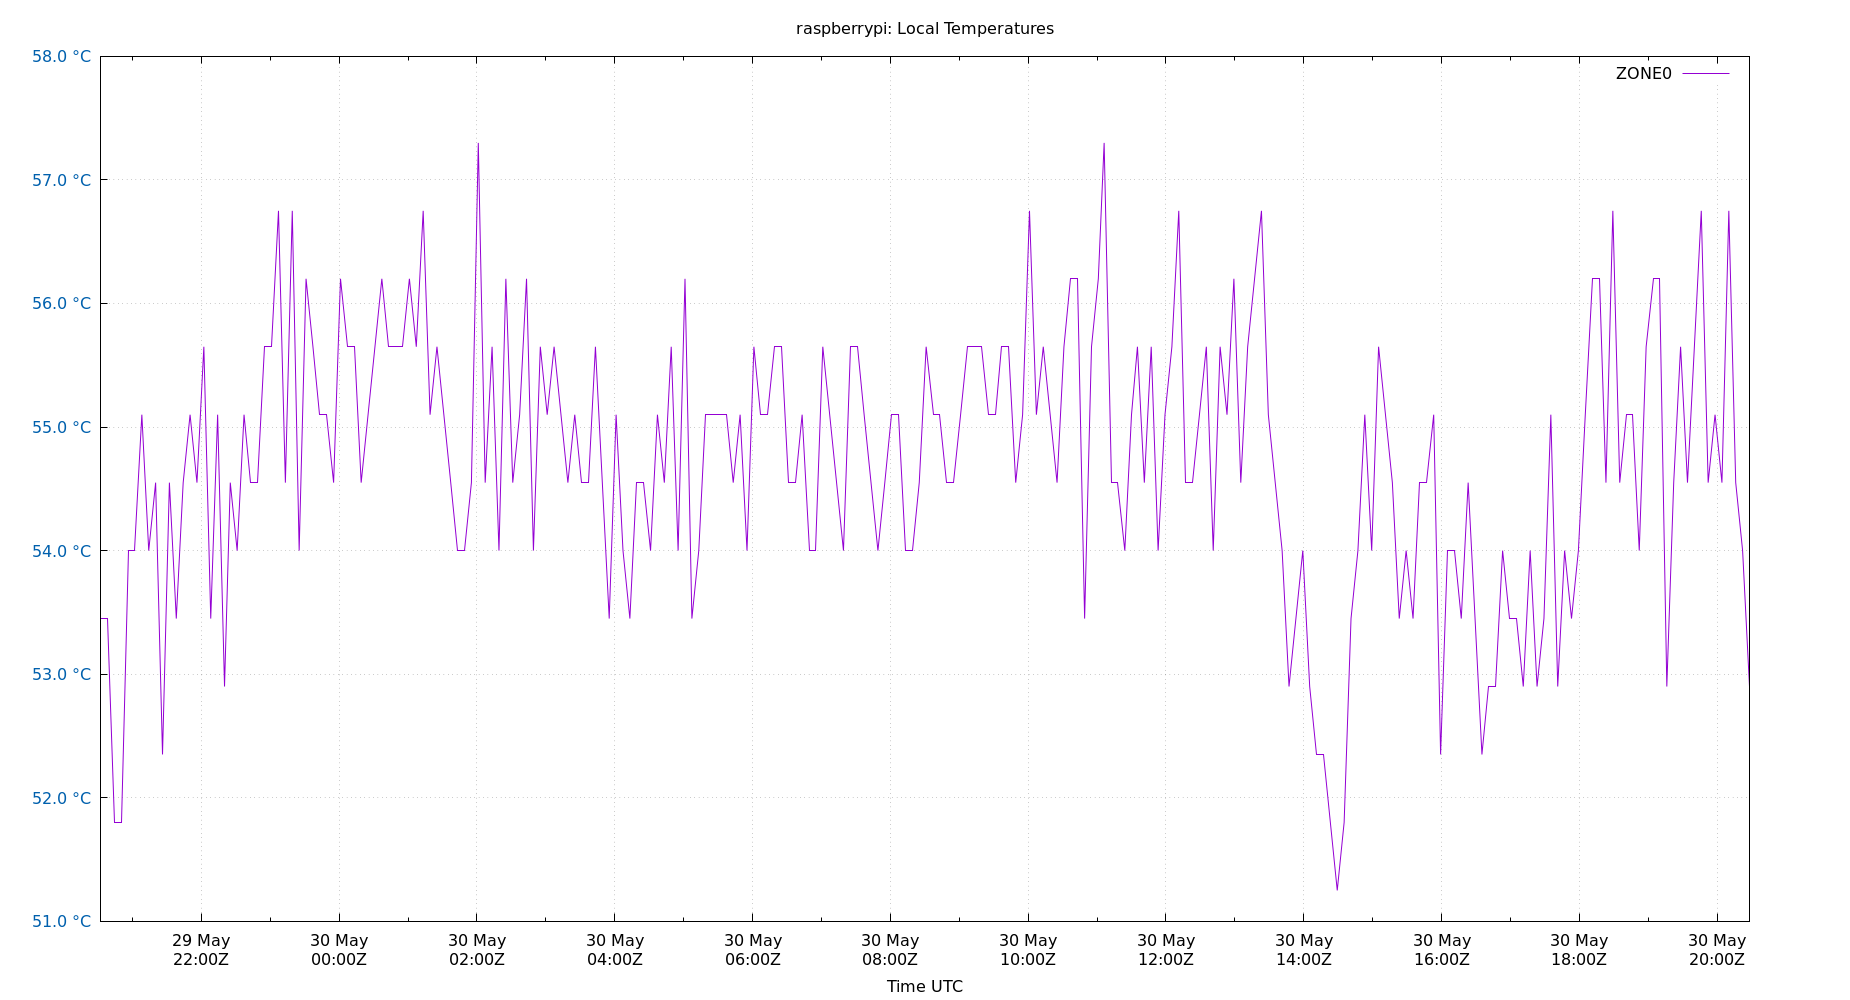 raspberrypi: Local Temperatures
58.0 °C
ZONE0
57.0 °C
56.0 °C
55.0 °C
54.0 °C
53.0 °C
52.0 °C
51.0 °C
29 May 30 May 30 May 30 May 30 May 30 May 30 May 30 May 30 May 30 May 30 May 30 May
22:00Z 00:00Z 02:00Z 04:00Z 06:00Z 08:00Z 10:00Z 12:00Z 14:00Z 16:00Z 18:00Z 20:00Z
Time UTC